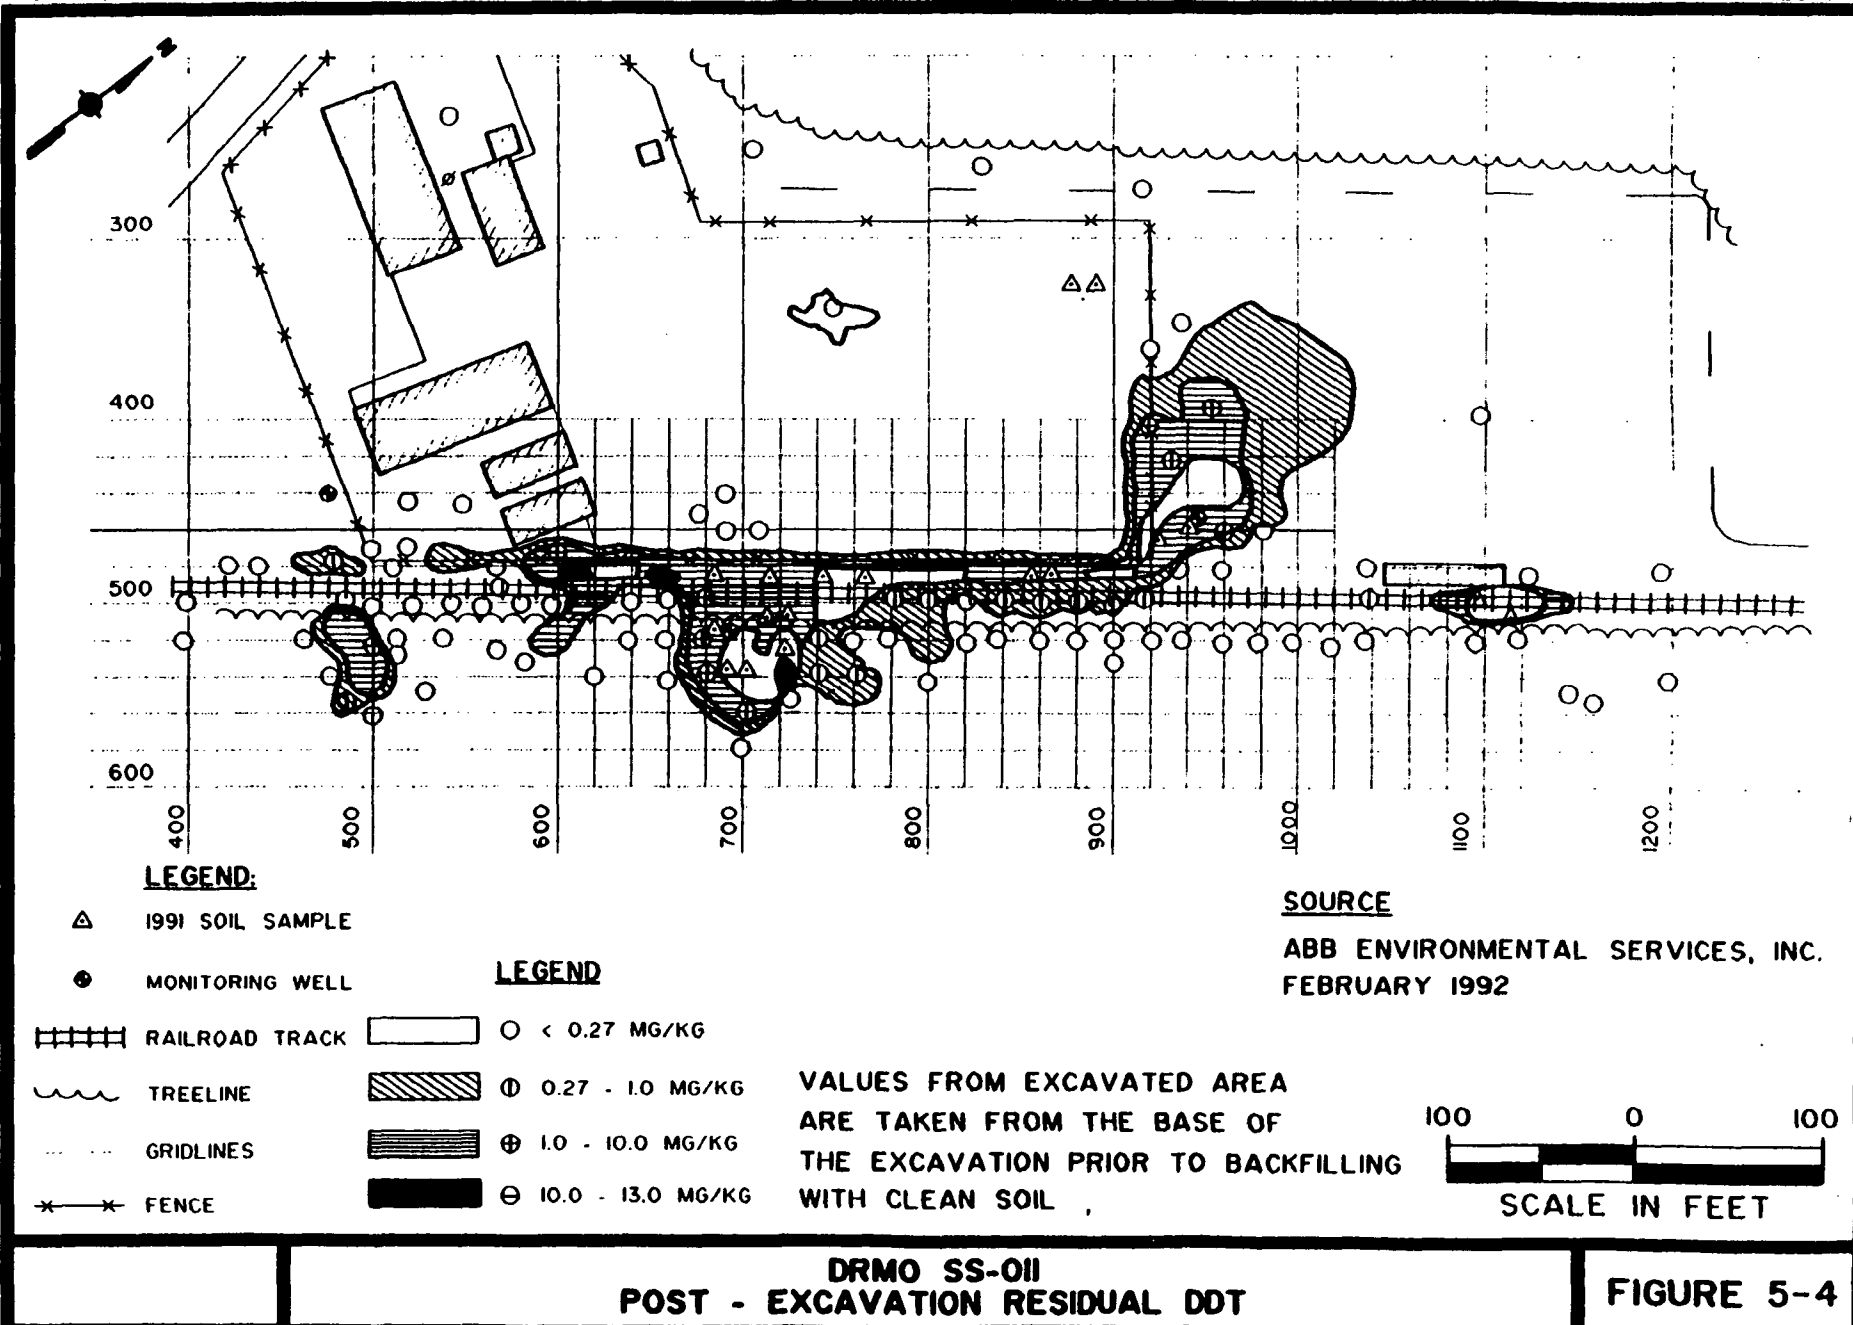 N
300
400
500
600
400
500
600
700
800
900
1000
1100
1200
LEGEND:
1991 SOIL SAMPLE
MONITORING WELL
RAILROAD TRACK
TREELINE
GRIDLINES
FENCE
LEGEND
< 0.27 MG/KG
0.27 - 1.0 MG/KG
1.0 - 10.0 MG/KG
10.0 - 13.0 MG/KG
VALUES FROM EXCAVATED AREA
ARE TAKEN FROM THE BASE OF
THE EXCAVATION PRIOR TO BACKFILLING
WITH CLEAN SOIL
SOURCE
ABB ENVIRONMENTAL SERVICES, INC.
FEBRUARY 1992
100 0 100
SCALE IN FEET
DRMO SS-011
POST - EXCAVATION RESIDUAL DDT
FIGURE 5-4